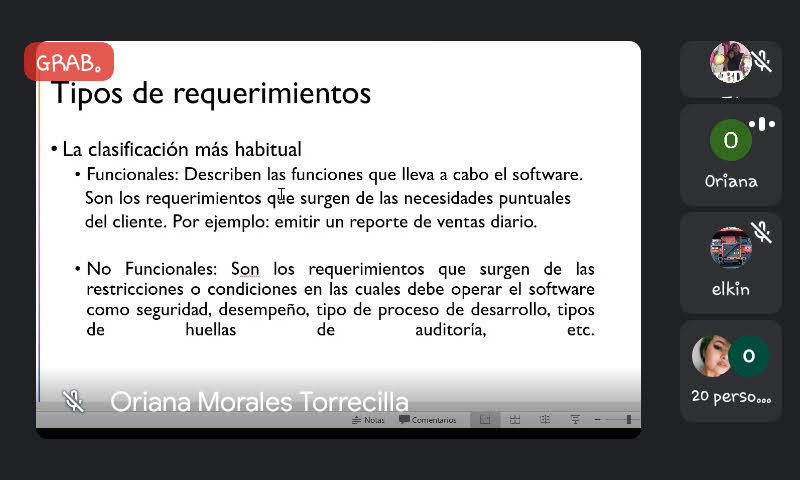 GRAB.
Tipos de requerimientos
• La clasificación más habitual
• Funcionales: Describen las funciones que lleva a cabo el software.
Son los requerimientos que surgen de las necesidades puntuales
del cliente. Por ejemplo: emitir un reporte de ventas diario.
• No Funcionales: Son los requerimientos que surgen de las
restricciones o condiciones en las cuales debe operar el software
como seguridad, desempeño, tipo de proceso de desarrollo, tipos
de huellas de auditoría, etc.
Oriana Morales Torrecilla
Notas
Comentarios
O
Oriana
elkin
O
20 perso...